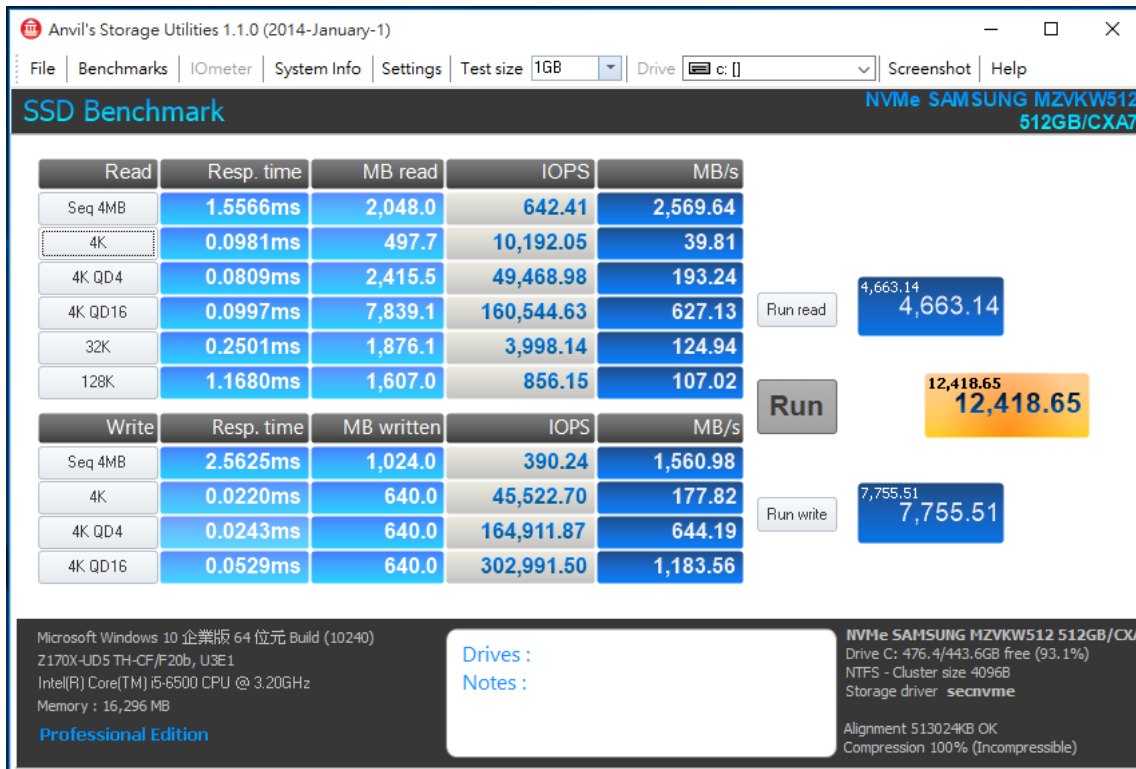 Anvil's Storage Utilities 1.1.0 (2014-January-1)
File Benchmarks IOmeter System Info Settings Test size 1GB Drive c: [] Screenshot Help
SSD Benchmark
NVMe SAMSUNG MZVKW512
512GB/CXA7
Read Resp. time MB read IOPS MB/s
Seq 4MB 1.5566ms 2,048.0 642.41 2,569.64
4K 0.0981ms 497.7 10,192.05 39.81
4K QD4 0.0809ms 2,415.5 49,468.98 193.24
4K QD16 0.0997ms 7,839.1 160,544.63 627.13
32K 0.2501ms 1,876.1 3,998.14 124.94
128K 1.1680ms 1,607.0 856.15 107.02
Run read
4,663.14
4,663.14
Run
12,418.65
12,418.65
Write Resp. time MB written IOPS MB/s
Seq 4MB 2.5625ms 1,024.0 390.24 1,560.98
4K 0.0220ms 640.0 45,522.70 177.82
4K QD4 0.0243ms 640.0 164,911.87 644.19
4K QD16 0.0529ms 640.0 302,991.50 1,183.56
Run write
7,755.51
7,755.51
Microsoft Windows 10 企業版 64 位元 Build (10240)
Z170X-UD5 TH-CF/F20b, U3E1
Intel(R) Core(TM) i5-6500 CPU @ 3.20GHz
Memory : 16,296 MB
Professional Edition
Drives :
Notes :
NVMe SAMSUNG MZVKW512 512GB/CXA
Drive C: 476.4/443.6GB free (93.1%)
NTFS - Cluster size 4096B
Storage driver secnvme
Alignment 513024KB OK
Compression 100% (Incompressible)